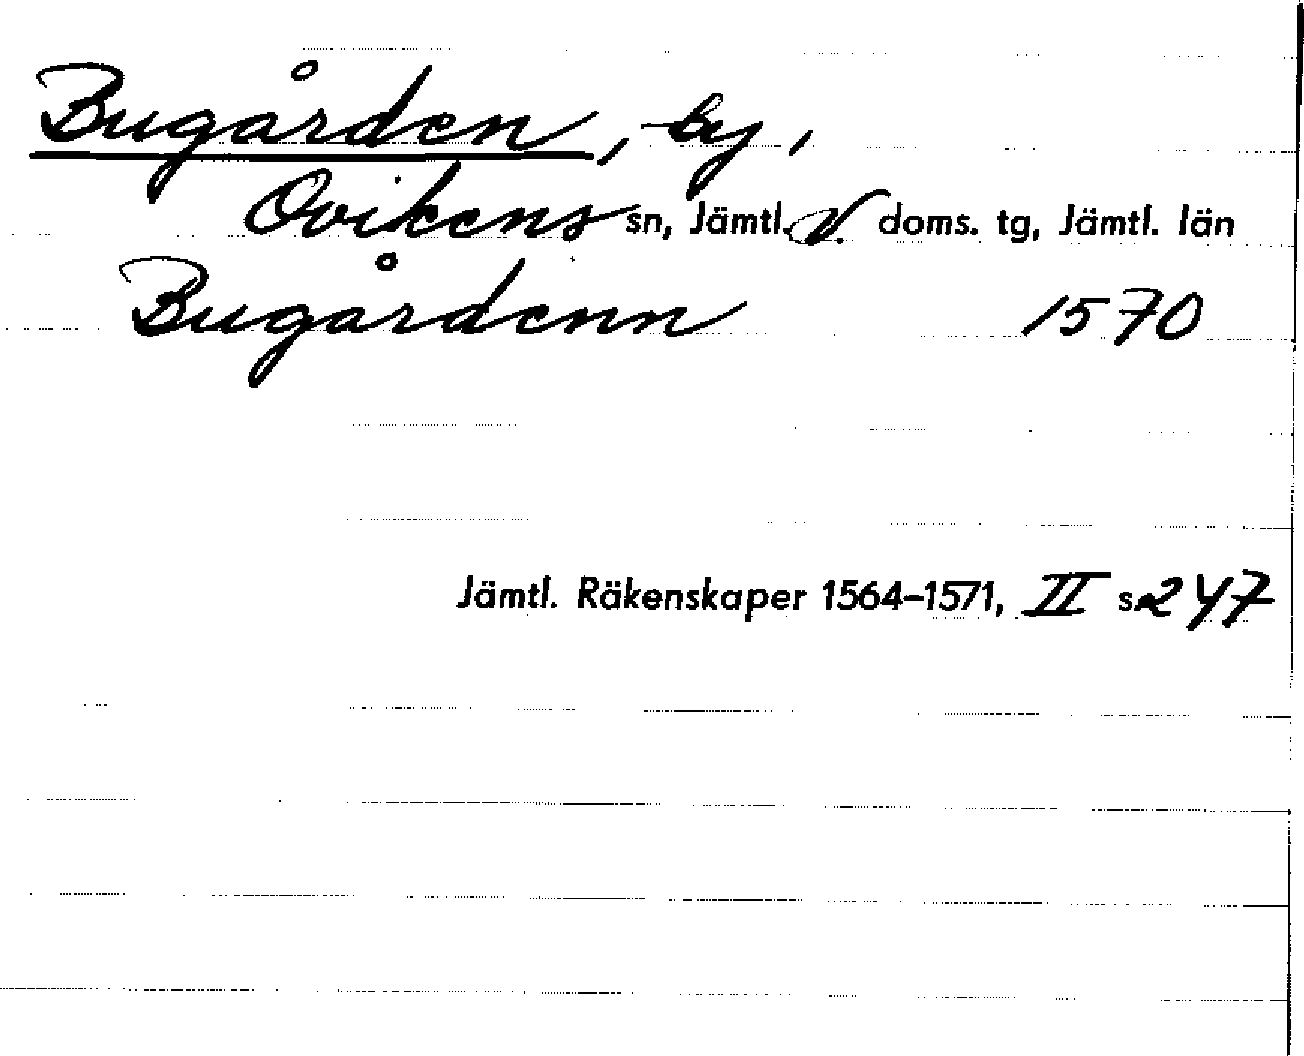 Bugården, by,
Ovikens sn, Jämtl. V. doms. tg, Jämtl. län
Bugårdenn 1570
Jämtl. Räkenskaper 1564–1571, II s. 247